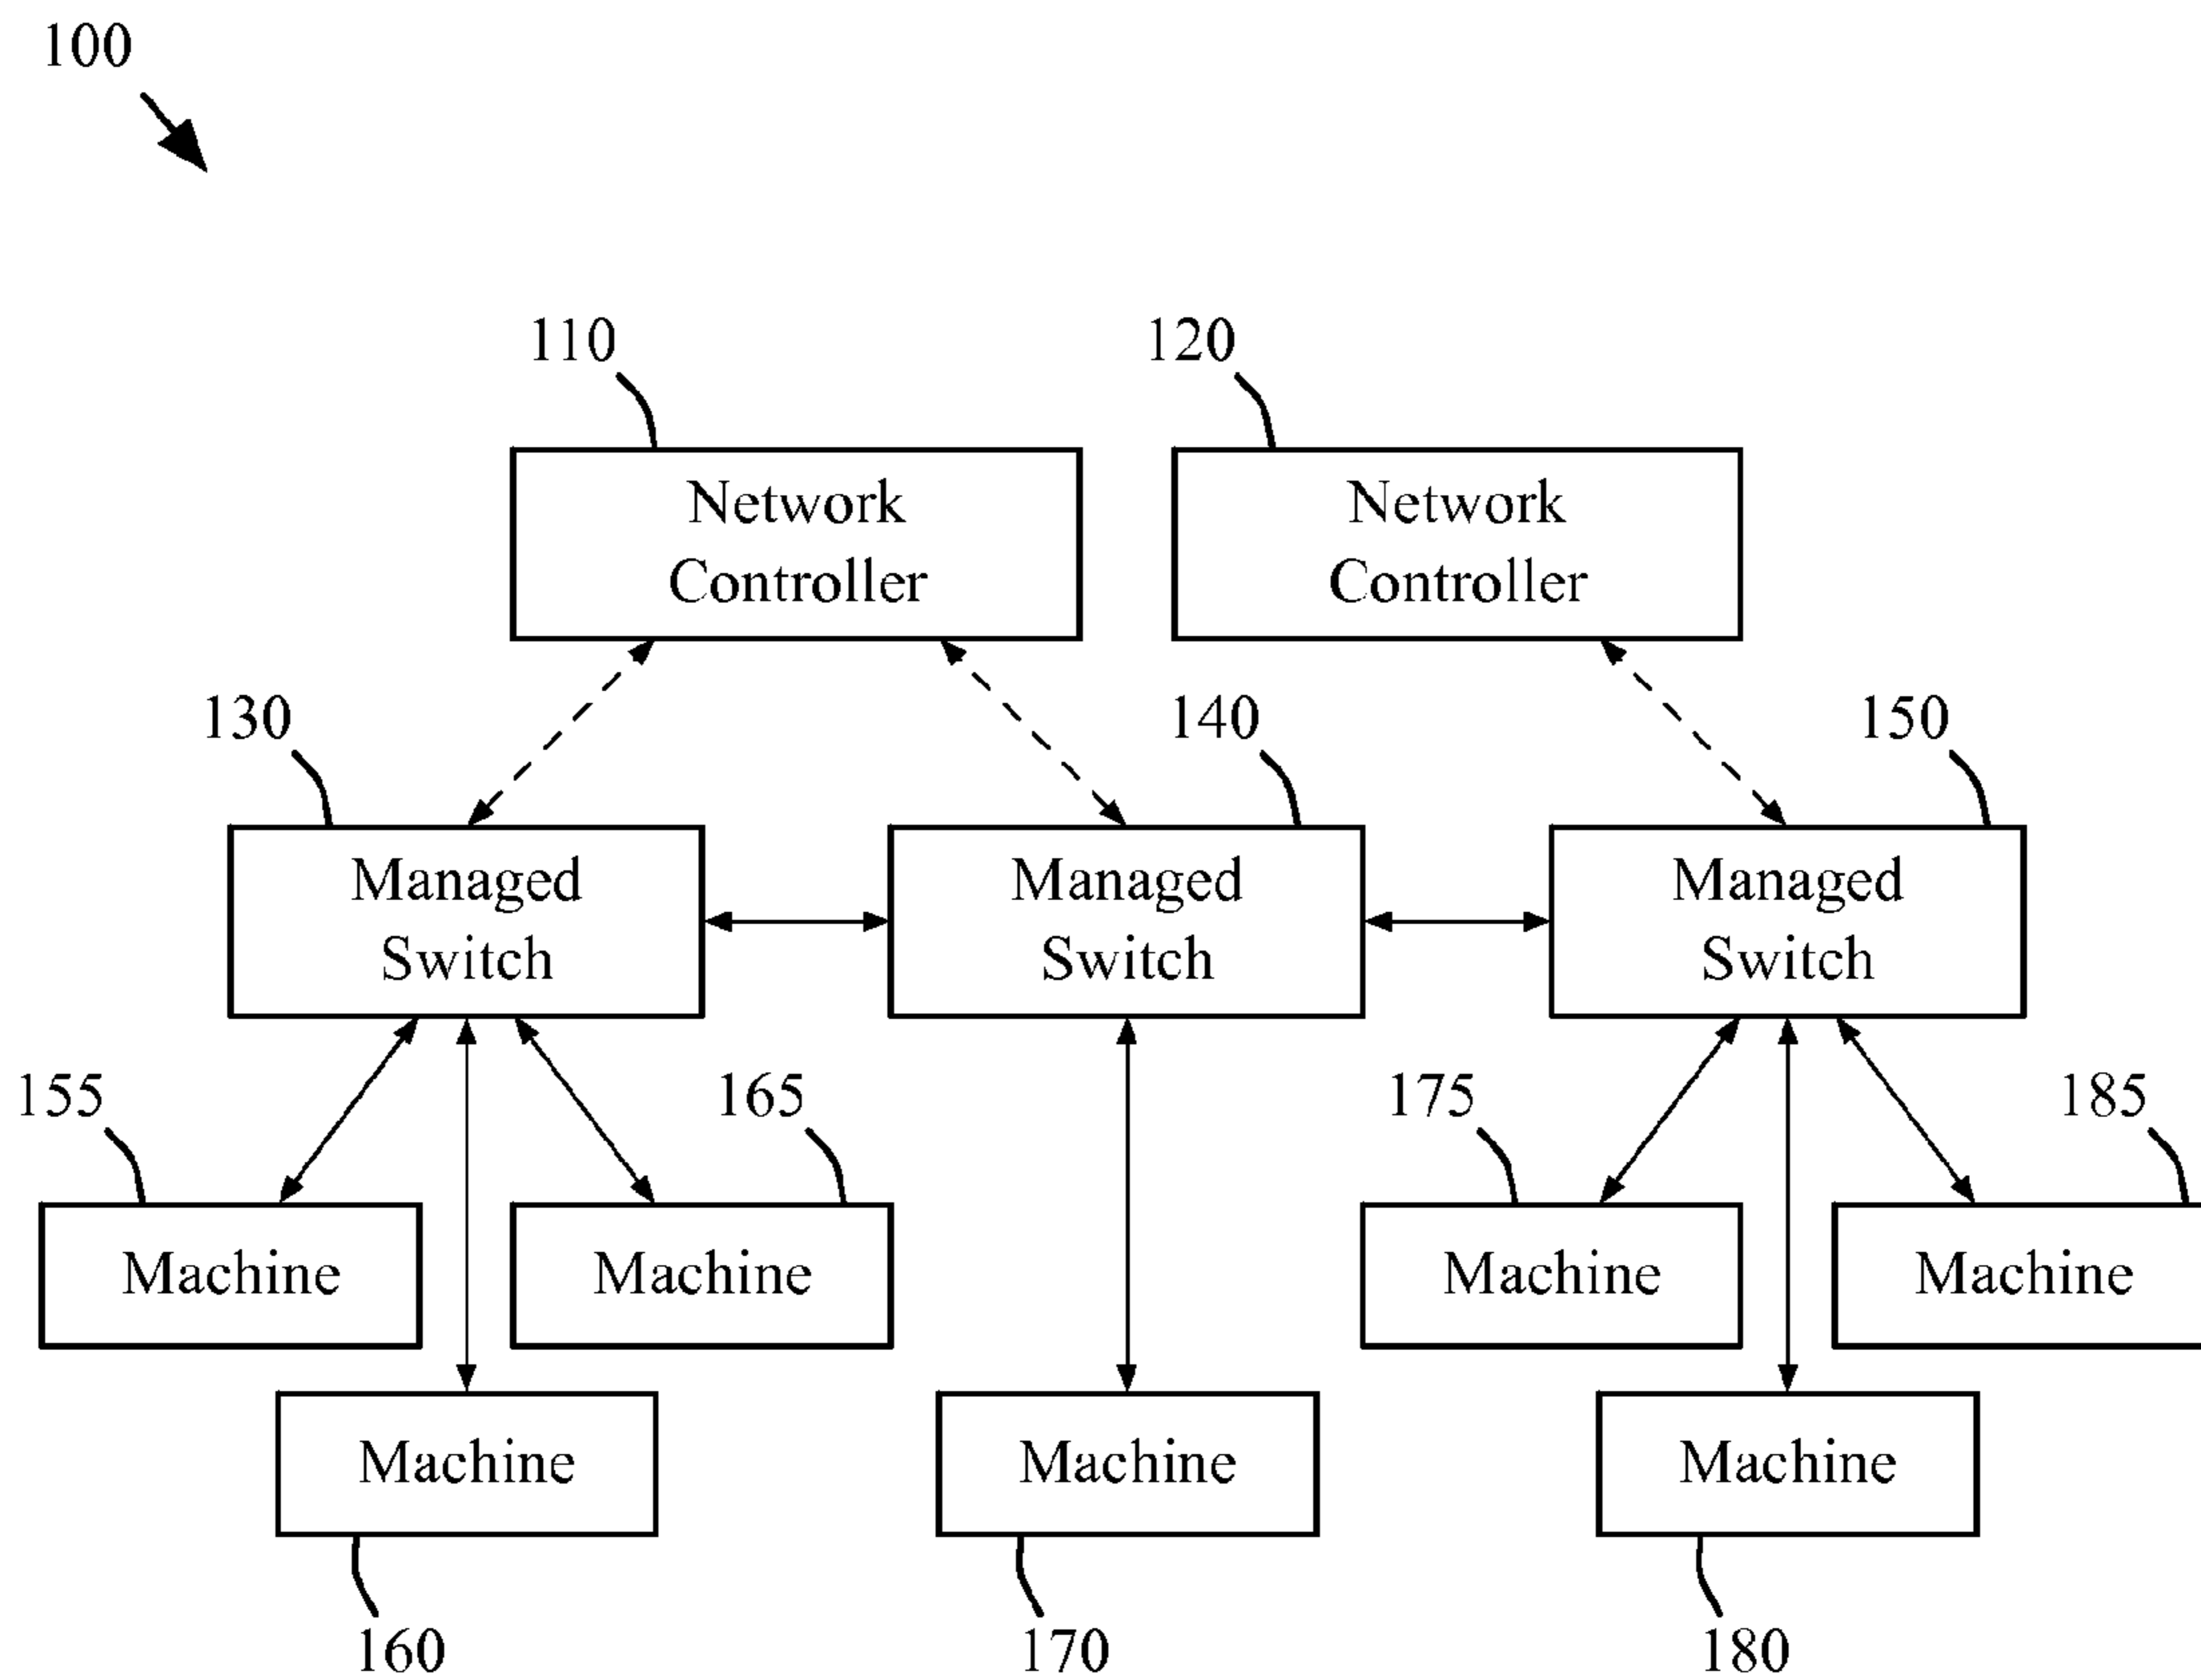 100
110
120
Network
Controller
Network
Controller
130
140
150
Managed
Switch
Managed
Switch
Managed
Switch
155
165
175
185
Machine
Machine
Machine
Machine
Machine
Machine
Machine
160
170
180